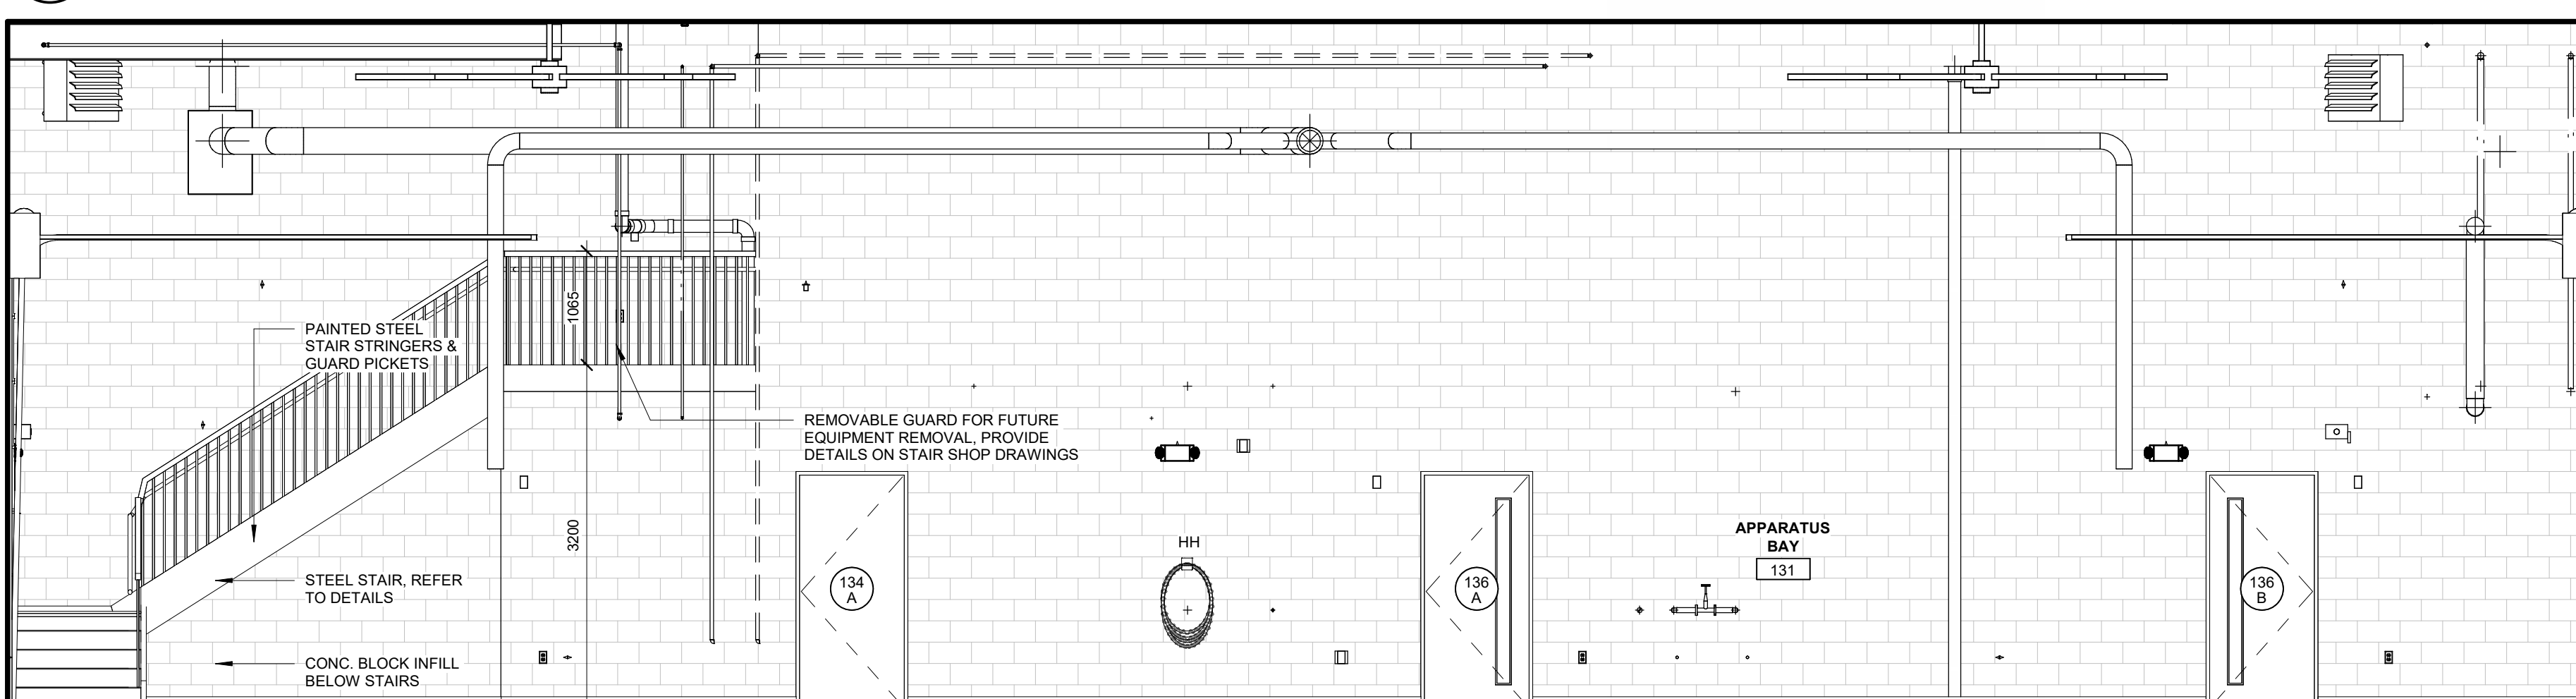 PAINTED STEEL
STAIR STRINGERS &
GUARD PICKETS
1065
REMOVABLE GUARD FOR FUTURE
EQUIPMENT REMOVAL, PROVIDE
DETAILS ON STAIR SHOP DRAWINGS
3200
HH
APPARATUS
BAY
131
STEEL STAIR, REFER
TO DETAILS
134
A
136
A
136
B
CONC. BLOCK INFILL
BELOW STAIRS